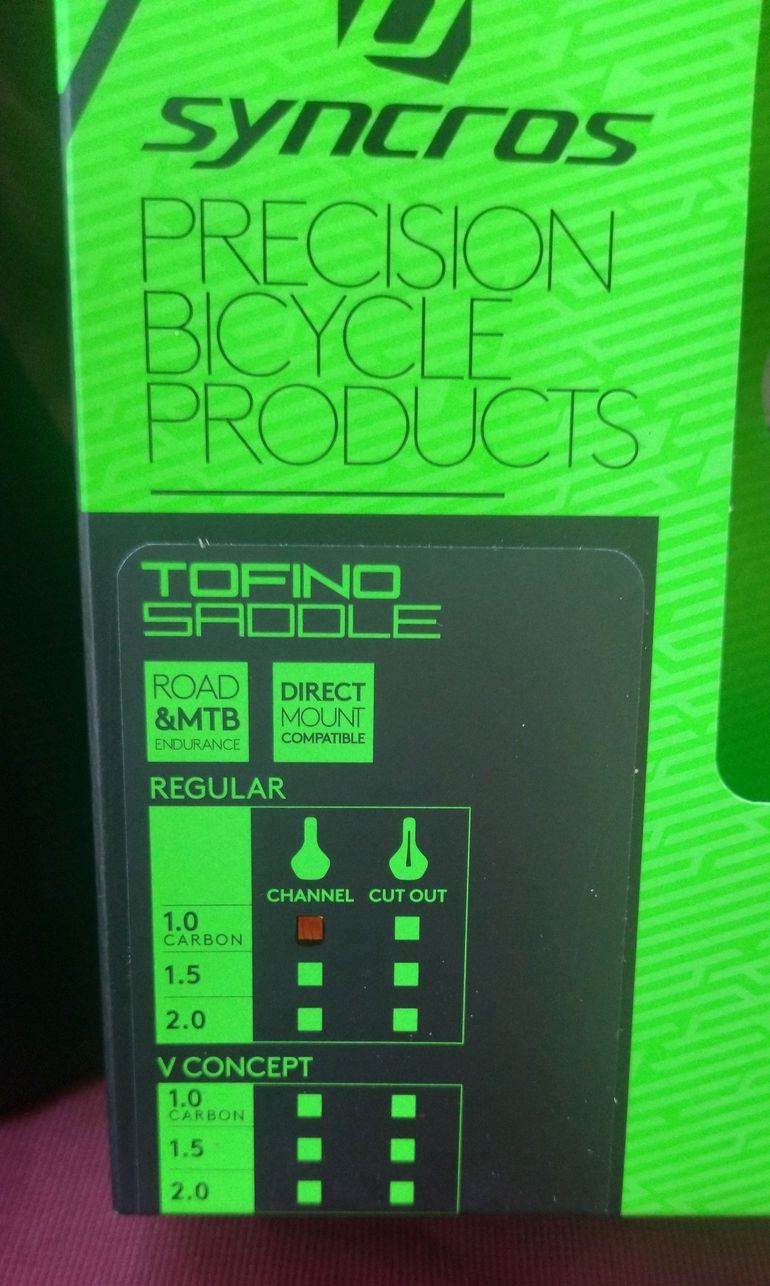 syncros
PRECISION
BICYCLE
PRODUCTS
TOFINO
SADDLE
ROAD
&MTB
ENDURANCE
DIRECT
MOUNT
COMPATIBLE
REGULAR
CHANNEL CUT OUT
1.0
CARBON
1.5
2.0
V CONCEPT
1.0
CARBON
1.5
2.0